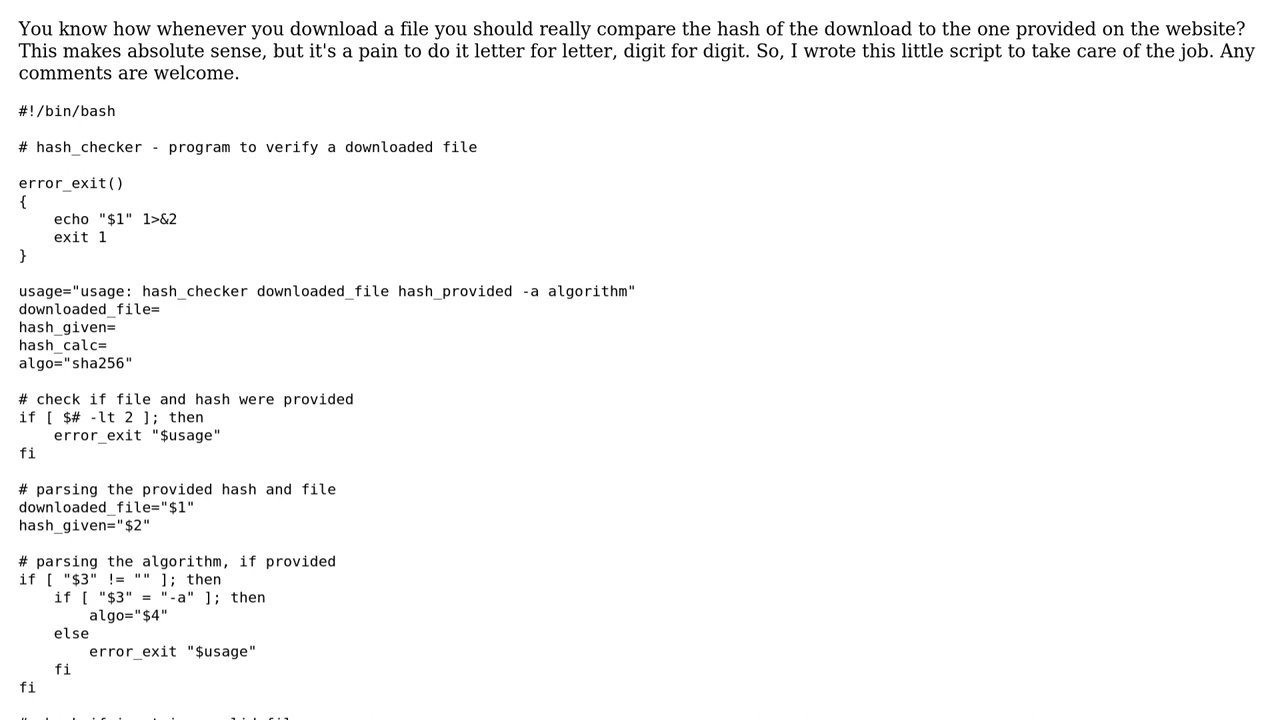 You know how whenever you download a file you should really compare the hash of the download to the one provided on the website?
This makes absolute sense, but it's a pain to do it letter for letter, digit for digit. So, I wrote this little script to take care of the job. Any
comments are welcome.
#!/bin/bash
# hash_checker - program to verify a downloaded file
error_exit()
{
    echo "$1" 1>&2
    exit 1
}
usage="usage: hash_checker downloaded_file hash_provided -a algorithm"
downloaded_file=
hash_given=
hash_calc=
algo="sha256"
# check if file and hash were provided
if [ $# -lt 2 ]; then
    error_exit "$usage"
fi
# parsing the provided hash and file
downloaded_file="$1"
hash_given="$2"
# parsing the algorithm, if provided
if [ "$3" != "" ]; then
    if [ "$3" = "-a" ]; then
        algo="$4"
    else
        error_exit "$usage"
    fi
fi